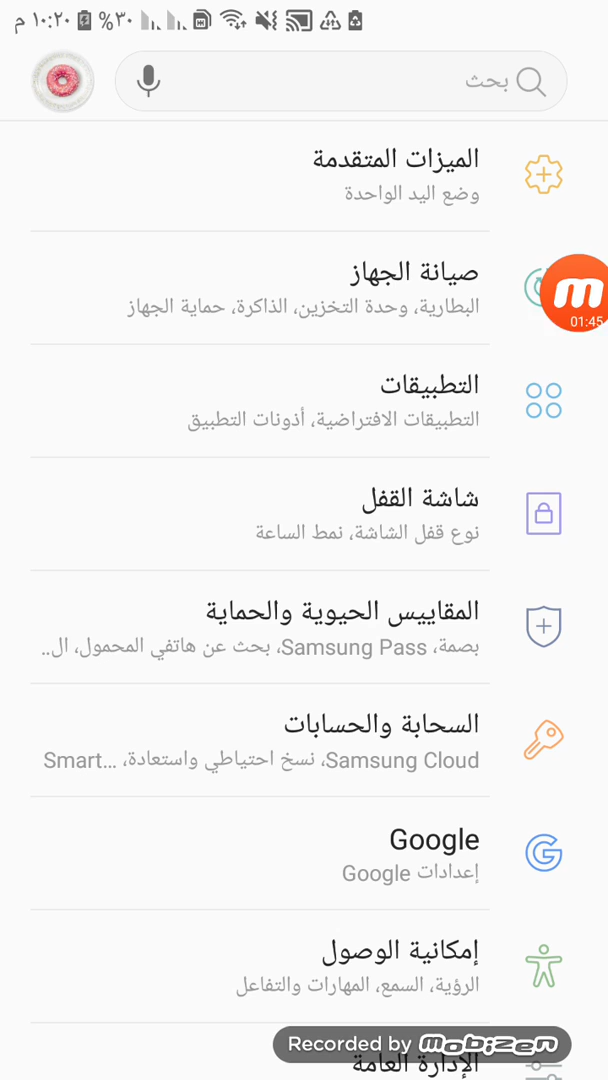 ١٠:٢٠ م ٣٠%
بحث
الميزات المتقدمة
وضع اليد الواحدة
صيانة الجهاز
البطارية، وحدة التخزين، الذاكرة، حماية الجهاز
01:45
التطبيقات
التطبيقات الافتراضية، أذونات التطبيق
شاشة القفل
نوع قفل الشاشة، نمط الساعة
المقاييس الحيوية والحماية
بصمة، Samsung Pass، بحث عن هاتفي المحمول، ال..
السحابة والحسابات
Samsung Cloud، نسخ احتياطي واستعادة، Smart...
Google
إعدادات Google
إمكانية الوصول
الرؤية، السمع، المهارات والتفاعل
Recorded by mobizen
الإدارة العامة